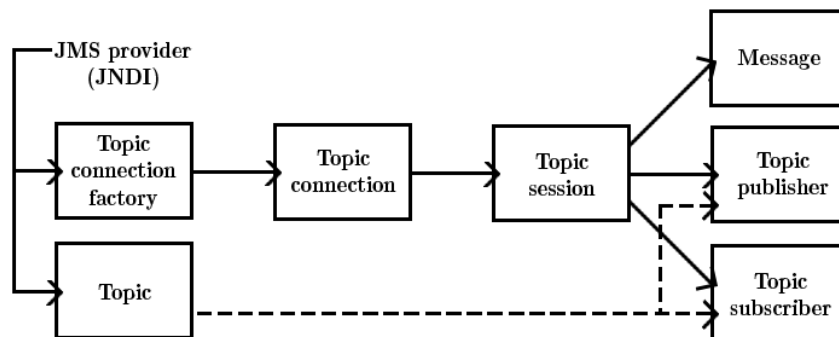 JMS provider
(JNDI)
Topic
connection
factory
Topic
connection
Topic
session
Message
Topic
publisher
Topic
Topic
subscriber